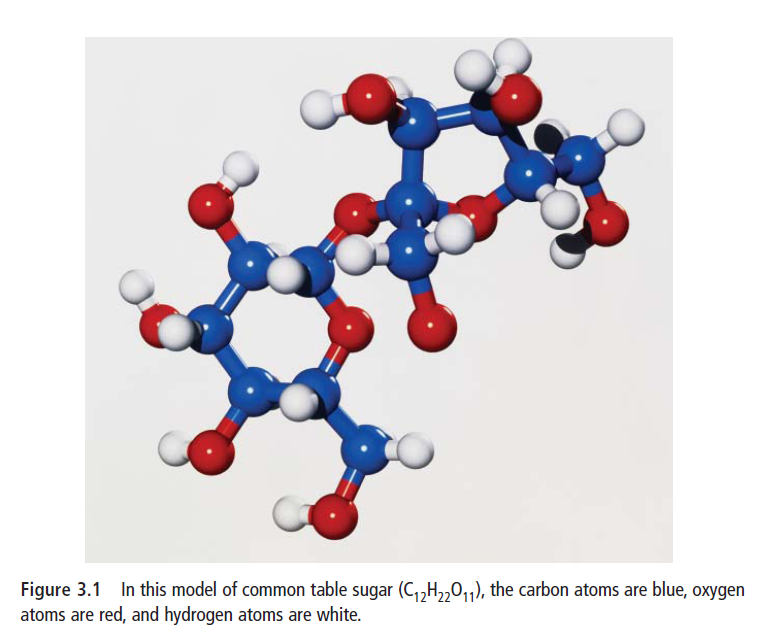 Figure 3.1 In this model of common table sugar (C₁₂H₂₂O₁₁), the carbon atoms are blue, oxygen
atoms are red, and hydrogen atoms are white.